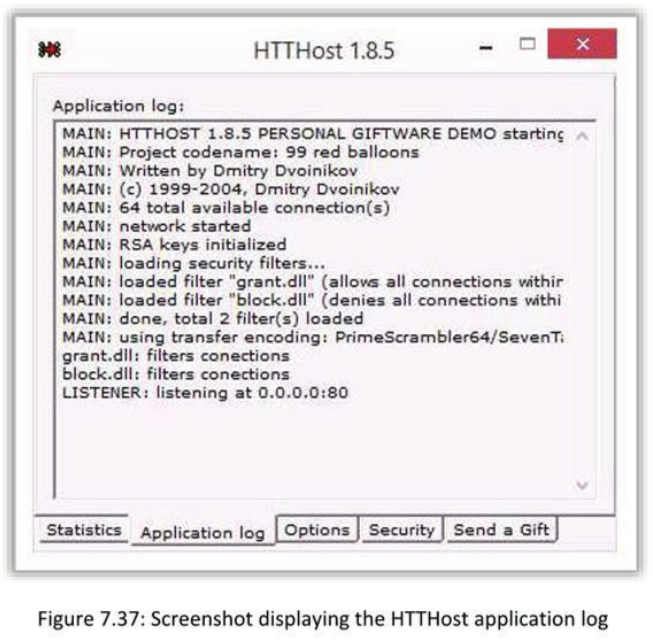 HTTHost 1.8.5
Application log:
MAIN: HTTHOST 1.8.5 PERSONAL GIFTWARE DEMO starting
MAIN: Project codename: 99 red balloons
MAIN: Written by Dmitry Dvoinikov
MAIN: (c) 1999-2004, Dmitry Dvoinikov
MAIN: 64 total available connection(s)
MAIN: network started
MAIN: RSA keys initialized
MAIN: loading security filters...
MAIN: loaded filter "grant.dll" (allows all connections
MAIN: loaded filter "block.dll" (denies all connections
MAIN: done, total 2 filter(s) loaded
MAIN: using transfer encoding: PrimeScrambler64/
grant.dll: filters conections
block.dll: filters conections
LISTENER: listening at 0.0.0.0:80
Statistics Application log Options Security Send a Gift
Figure 7.37: Screenshot displaying the HTTHost application log